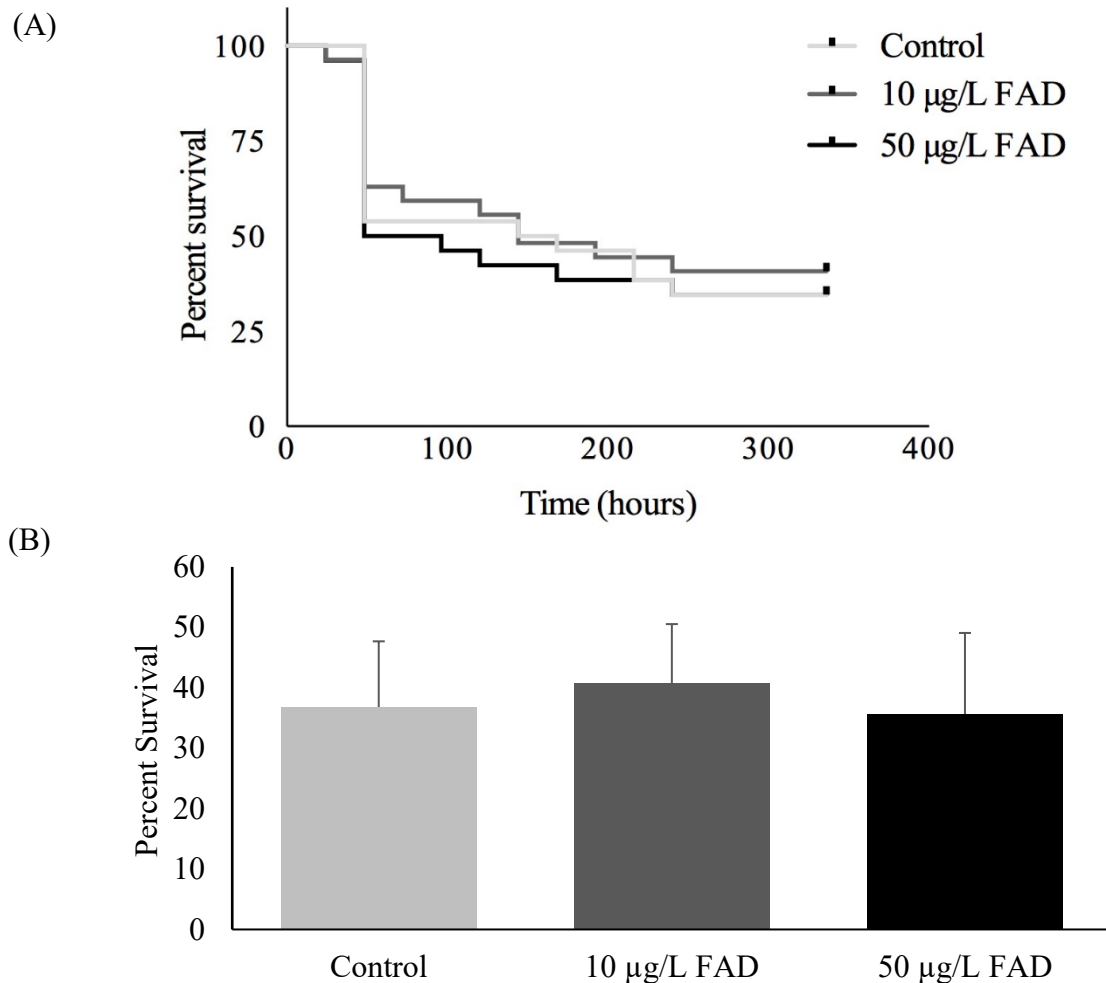 (A)
100
75
50
25
0
Percent survival
0 100 200 300 400
Time (hours)
Control
10 µg/L FAD
50 µg/L FAD
(B)
60
50
40
30
20
10
0
Percent Survival
Control 10 µg/L FAD 50 µg/L FAD